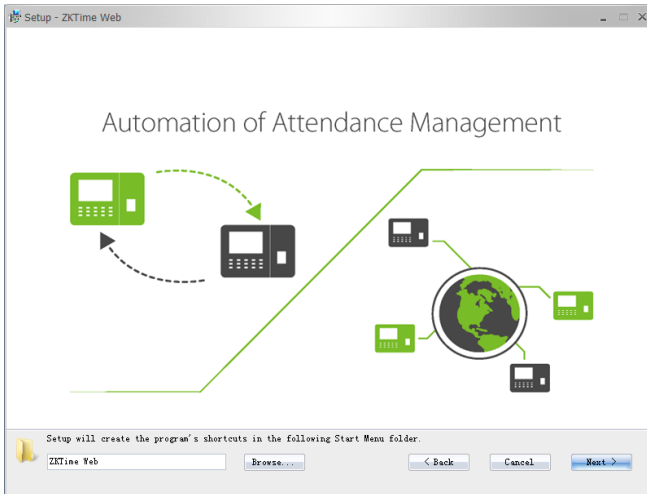 Setup - ZKTime Web
Automation of Attendance Management
Setup will create the program's shortcuts in the following Start Menu folder.
ZKTime Web
Browse...
< Back
Cancel
Next >